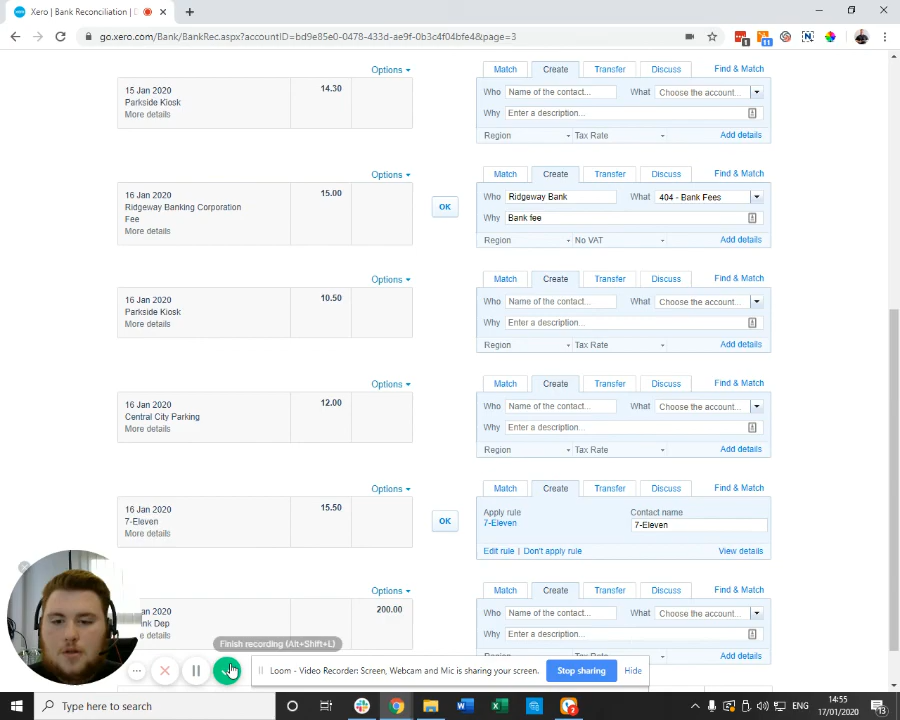 Xero | Bank Reconciliation | D
go.xero.com/Bank/BankRec.aspx?accountID=bd9e85e0-0478-433d-ae9f-0b3c4f04bfe4&page=3
Options
15 Jan 2020
Parkside Kiosk
More details
14.30
Match Create Transfer Discuss Find & Match
Who Name of the contact... What Choose the account...
Why Enter a description...
Region Tax Rate Add details
Options
16 Jan 2020
Ridgeway Banking Corporation
Fee
More details
15.00
OK
Match Create Transfer Discuss Find & Match
Who Ridgeway Bank What 404 - Bank Fees
Why Bank fee
Region No VAT Add details
Options
16 Jan 2020
Parkside Kiosk
More details
10.50
Match Create Transfer Discuss Find & Match
Who Name of the contact... What Choose the account...
Why Enter a description...
Region Tax Rate Add details
Options
16 Jan 2020
Central City Parking
More details
12.00
Match Create Transfer Discuss Find & Match
Who Name of the contact... What Choose the account...
Why Enter a description...
Region Tax Rate Add details
Options
16 Jan 2020
7-Eleven
More details
15.50
OK
Match Create Transfer Discuss Find & Match
Apply rule Contact name
7-Eleven 7-Eleven
Edit rule | Don't apply rule View details
Options
an 2020
nk Dep
e details
200.00
Match Create Transfer Discuss Find & Match
Who Name of the contact... What Choose the account...
Why Enter a description...
Region Tax Rate Add details
Finish recording (Alt+Shift+L)
Loom - Video Recorder: Screen, Webcam and Mic is sharing your screen. Stop sharing Hide
Type here to search
ENG
14:55
17/01/2020
13